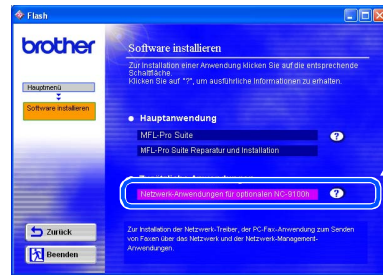 Flash
brother
Software installieren
Zur Installation einer Anwendung klicken Sie auf die entsprechende
Schaltfläche.
Klicken Sie auf "?", um ausführliche Informationen zu erhalten.
Hauptmenü
Software installieren
Hauptanwendung
MFL-Pro Suite
?
MFL-Pro Suite Reparatur und Installation
Netzwerk-Anwendungen für optionalen NC-9100h
?
Zurück
Beenden
Zur Installation der Netzwerk-Treiber, der PC-Fax-Anwendung zum Senden
von Faxen über das Netzwerk und der Netzwerk-Management-
Anwendungen.